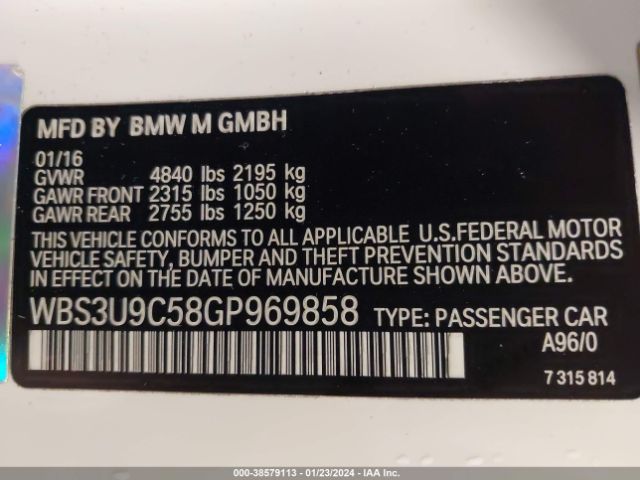 MFD BY BMW M GMBH
01/16
GVWR 4840 lbs 2195 kg
GAWR FRONT 2315 lbs 1050 kg
GAWR REAR 2755 lbs 1250 kg
THIS VEHICLE CONFORMS TO ALL APPLICABLE U.S.FEDERAL MOTOR
VEHICLE SAFETY, BUMPER AND THEFT PREVENTION STANDARDS
IN EFFECT ON THE DATE OF MANUFACTURE SHOWN ABOVE.
WBS3U9C58GP969858 TYPE: PASSENGER CAR
A96/0
7 315 814
000-38579113 - 01/23/2024 - IAA Inc.